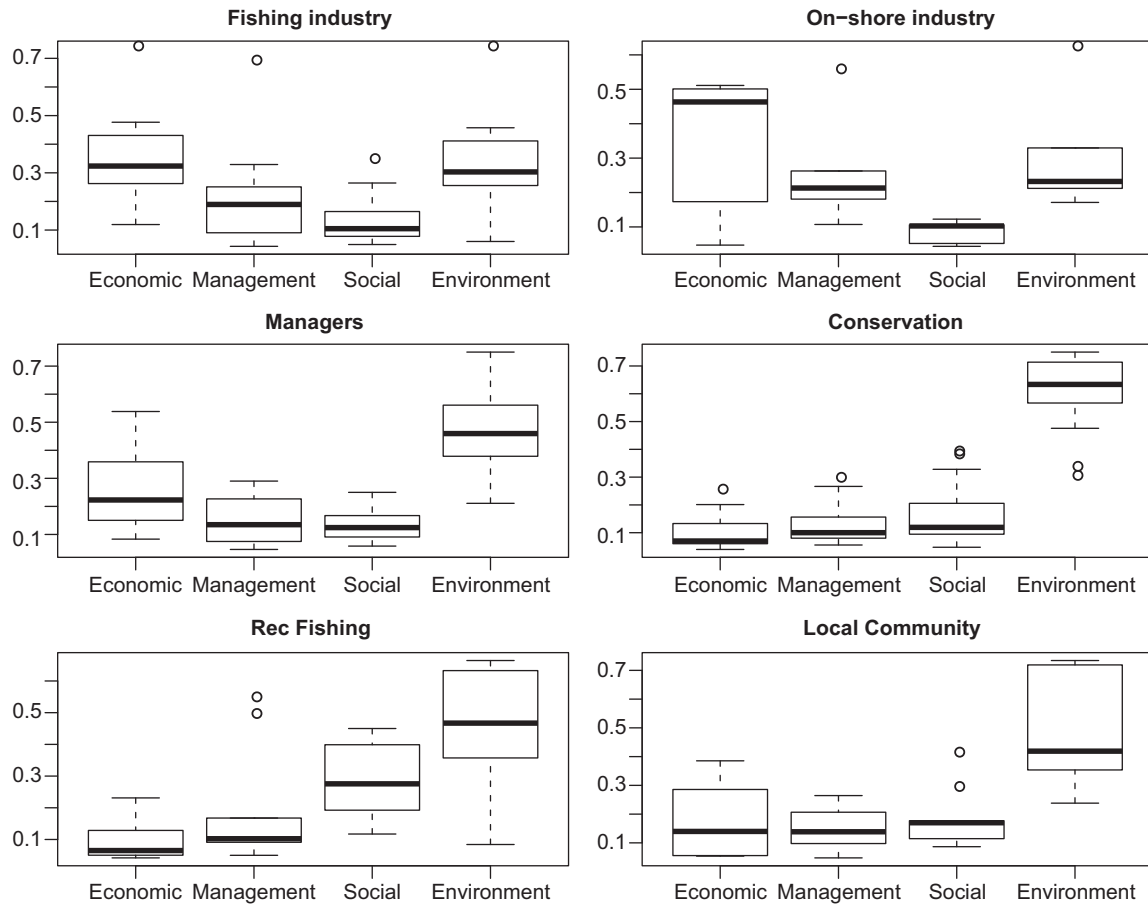 Fishing industry
0.7
0.5
0.3
0.1
Economic Management Social Environment
On−shore industry
0.5
0.3
0.1
Economic Management Social Environment
Managers
0.7
0.5
0.3
0.1
Economic Management Social Environment
Conservation
0.7
0.5
0.3
0.1
Economic Management Social Environment
Rec Fishing
0.5
0.3
0.1
Economic Management Social Environment
Local Community
0.7
0.5
0.3
0.1
Economic Management Social Environment